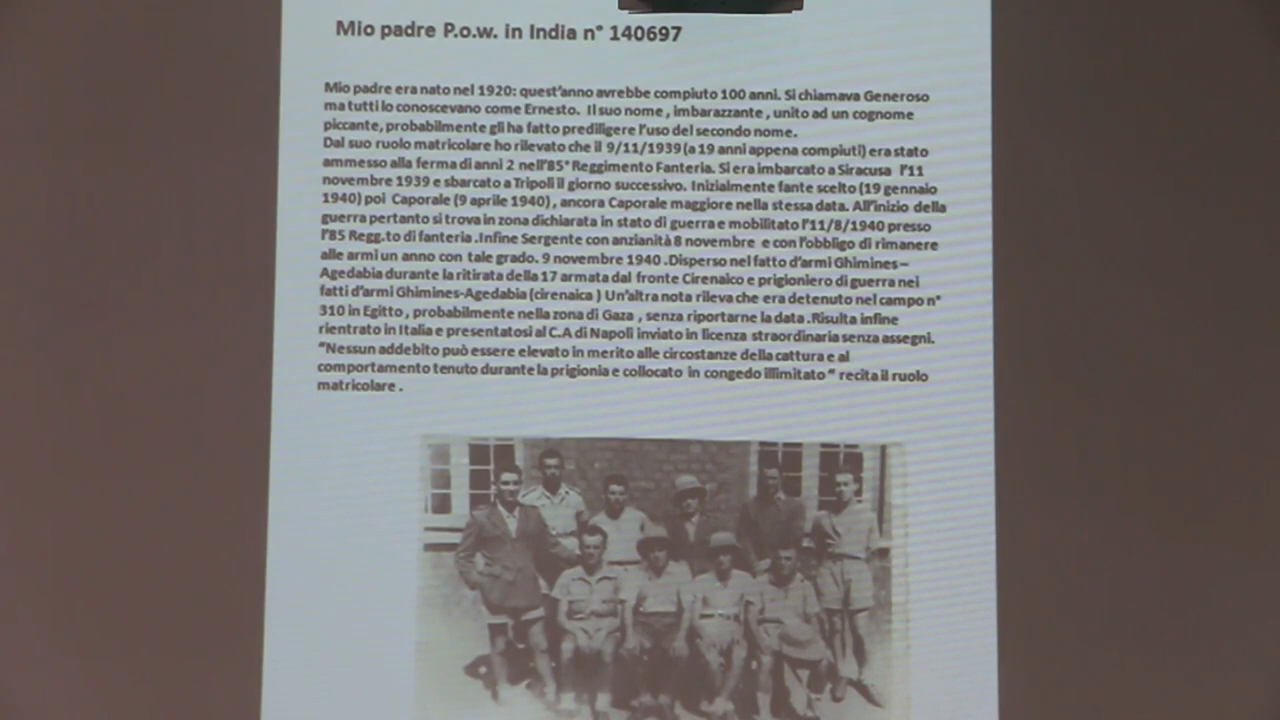 Mio padre P.o.w. in India n° 140697
Mio padre era nato nel 1920: quest'anno avrebbe compiuto 100 anni. Si chiamava Generoso
ma tutti lo conoscevano come Ernesto. Il suo nome, imbarazzante, unito ad un cognome
piccante, probabilmente gli ha fatto prediligere l'uso del secondo nome.
Dal suo ruolo matricolare ho rilevato che il 9/11/1939 (a 19 anni appena compiuti) era stato
ammesso alla ferma di anni 2 nell'85° Reggimento Fanteria. Si era imbarcato a Siracusa l'11
novembre 1939 e sbarcato a Tripoli il giorno successivo. Inizialmente fante scelto (19 gennaio
1940) poi Caporale (9 aprile 1940), ancora Caporale maggiore nella stessa data. All'inizio della
guerra pertanto si trova in zona dichiarata in stato di guerra e mobilitato l'11/8/1940 presso
l'85 Regg.to di fanteria .Infine Sergente con anzianità 8 novembre e con l'obbligo di rimanere
alle armi un anno con tale grado. 9 novembre 1940 .Disperso nel fatto d'armi Ghimines–
Agedabia durante la ritirata della 17 armata dal fronte Cirenaico e prigioniero di guerra nei
fatti d'armi Ghimines-Agedabia (cirenaica ) Un'altra nota rileva che era detenuto nel campo n°
310 in Egitto, probabilmente nella zona di Gaza , senza riportarne la data .Risulta infine
rientrato in Italia e presentatosi al C.A di Napoli inviato in licenza straordinaria senza assegni.
"Nessun addebito può essere elevato in merito alle circostanze della cattura e al
comportamento tenuto durante la prigionia e collocato in congedo illimitato" recita il ruolo
matricolare .